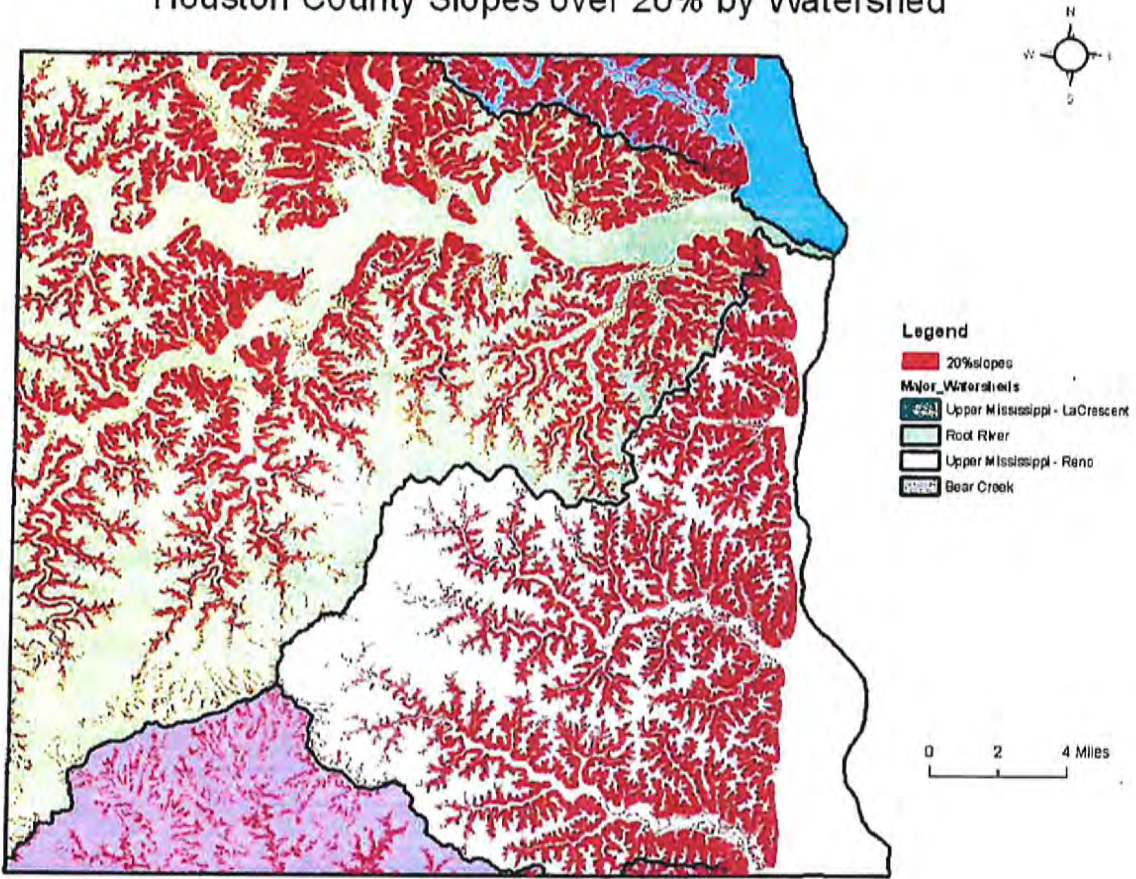 Houston County Slopes over 20% by Watershed
N
W
E
S
Legend
20%slopes
Major_Watersheds
Upper Mississippi - LaCrescent
Root River
Upper Mississippi - Reno
Bear Creek
0 2 4 Miles